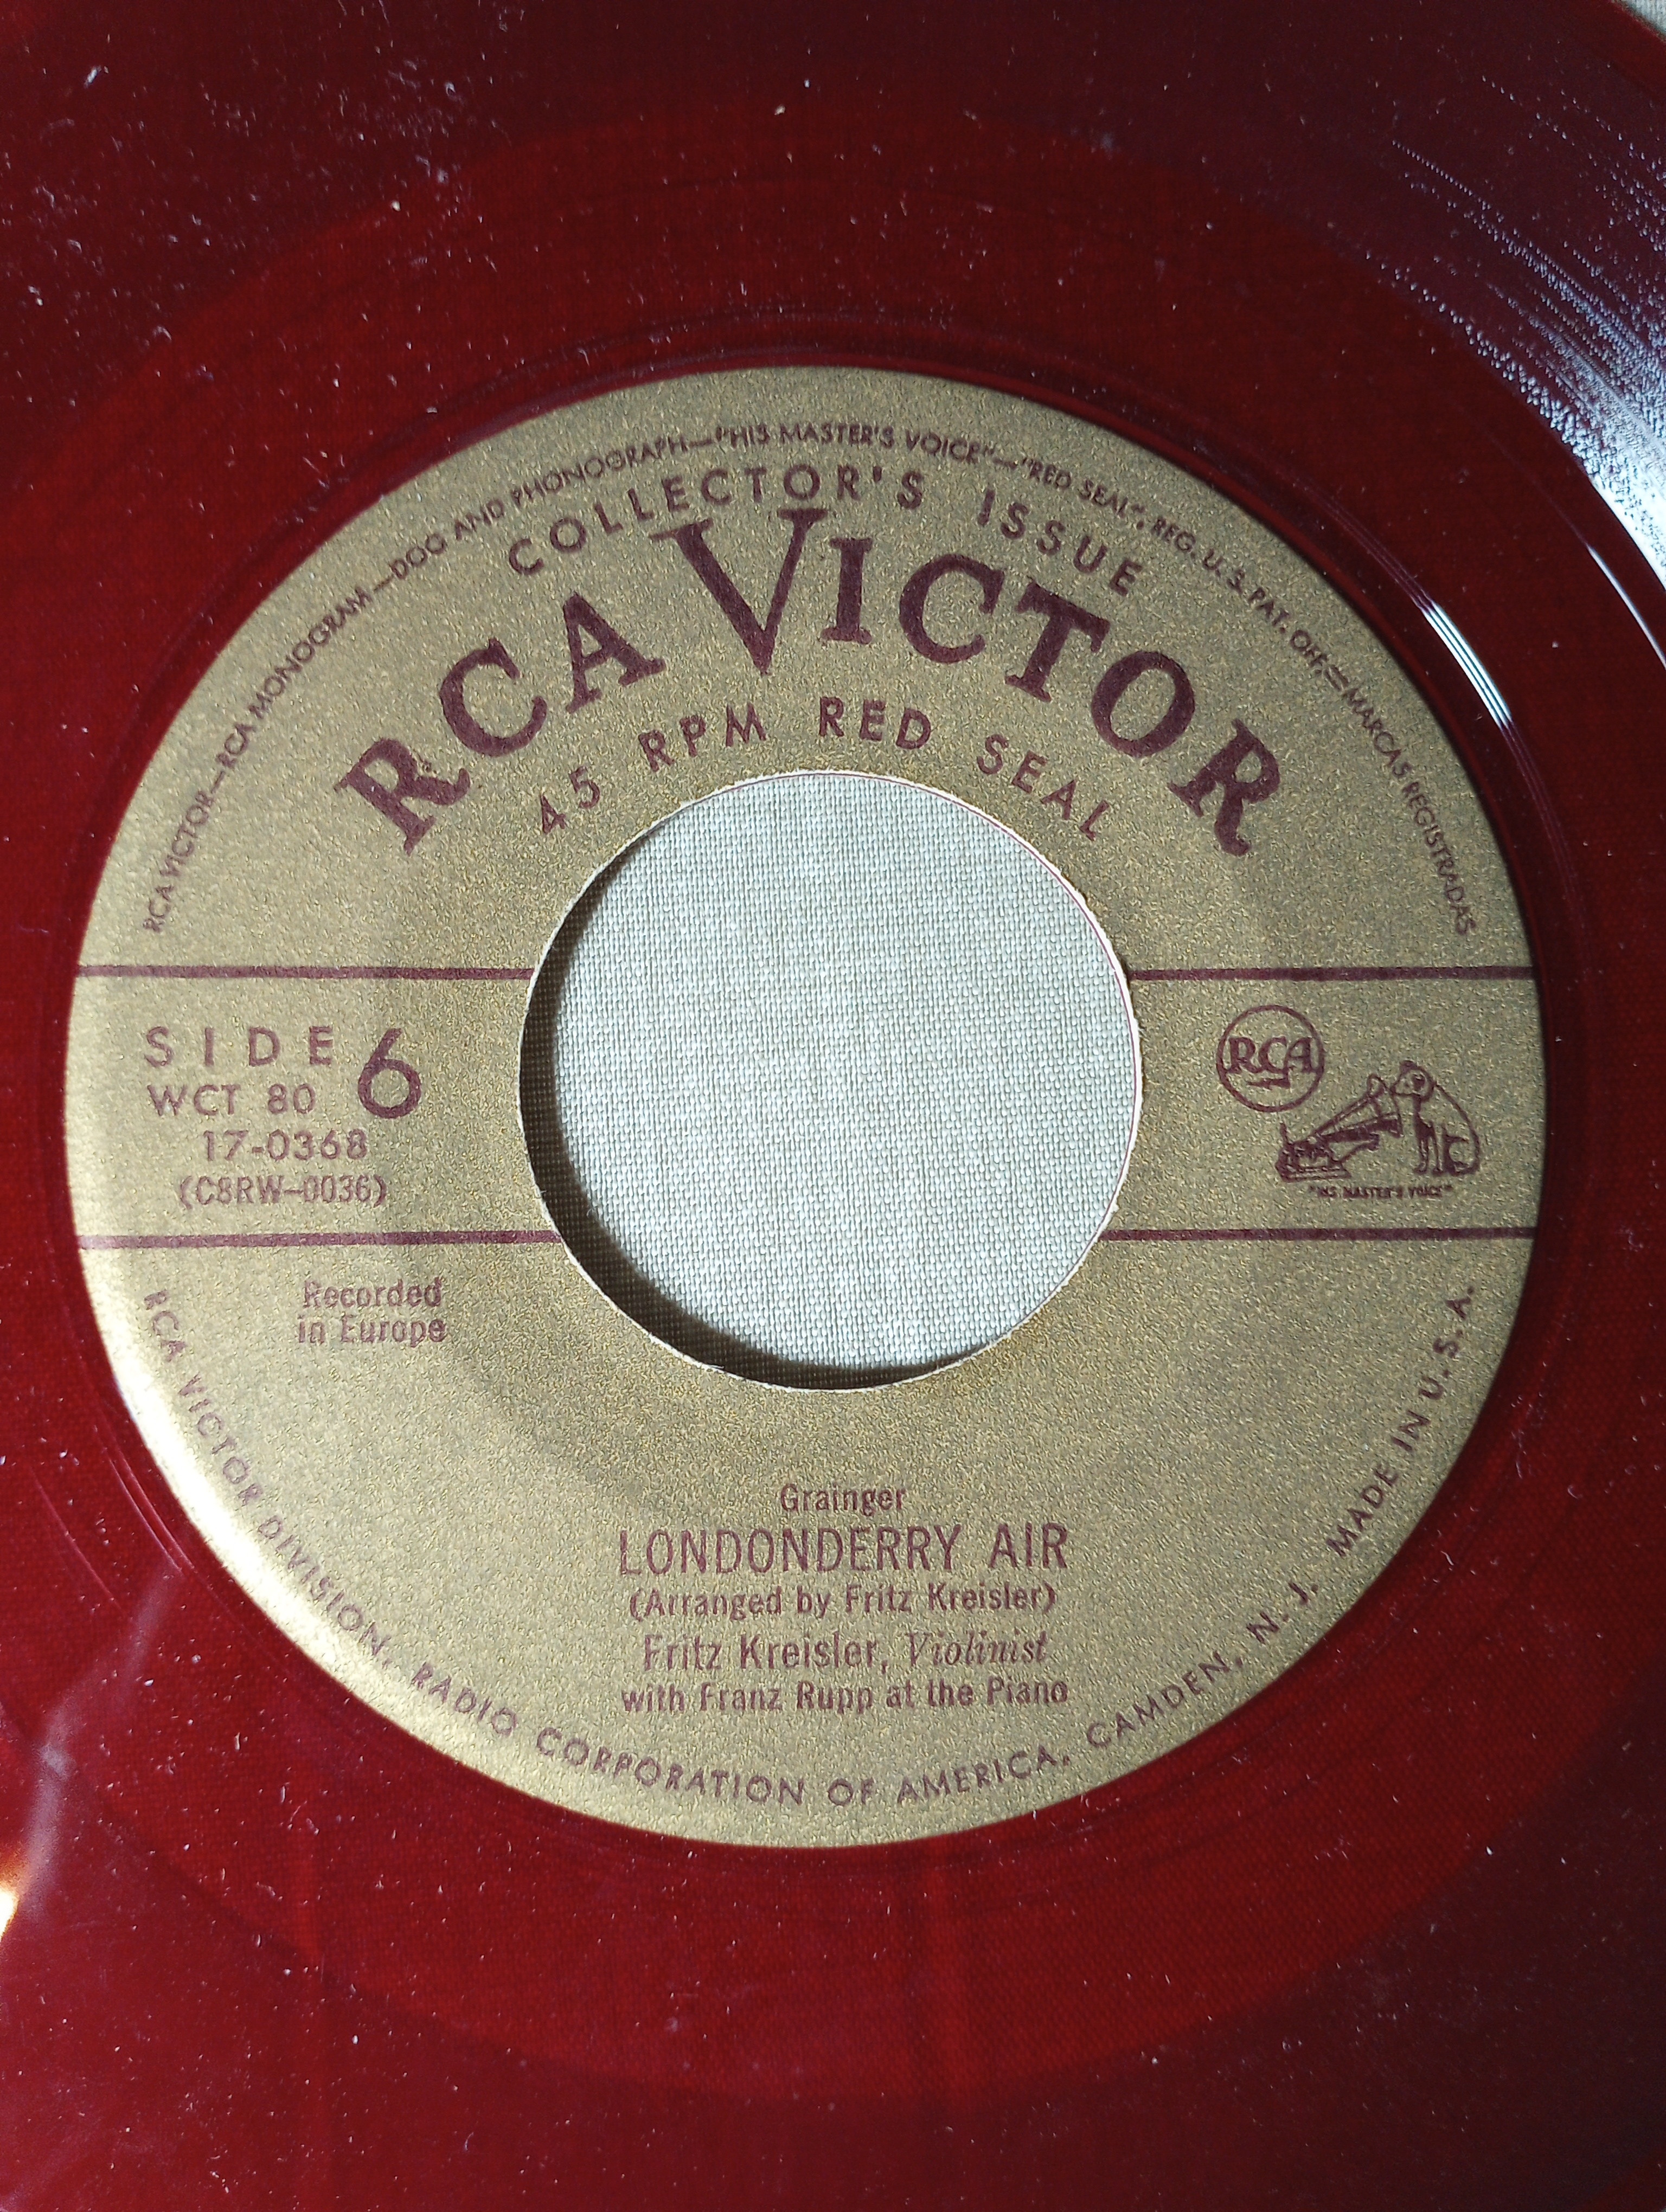 RCA VICTOR—RCA MONOGRAM—DOG AND PHONOGRAPH—"HIS MASTER'S VOICE"—"RED SEAL", REG. U. S. PAT. OFF.—MARCAS REGISTRADAS
COLLECTOR'S ISSUE
RCA VICTOR
45 RPM RED SEAL
SIDE 6
WCT 80
17-0368
(C8RW-0036)
RCA
"HIS MASTER'S VOICE"
Recorded
in Europe
Grainger
LONDONDERRY AIR
(Arranged by Fritz Kreisler)
Fritz Kreisler, Violinist
with Franz Rupp at the Piano
RCA VICTOR DIVISION, RADIO CORPORATION OF AMERICA, CAMDEN, N. J. MADE IN U. S. A.